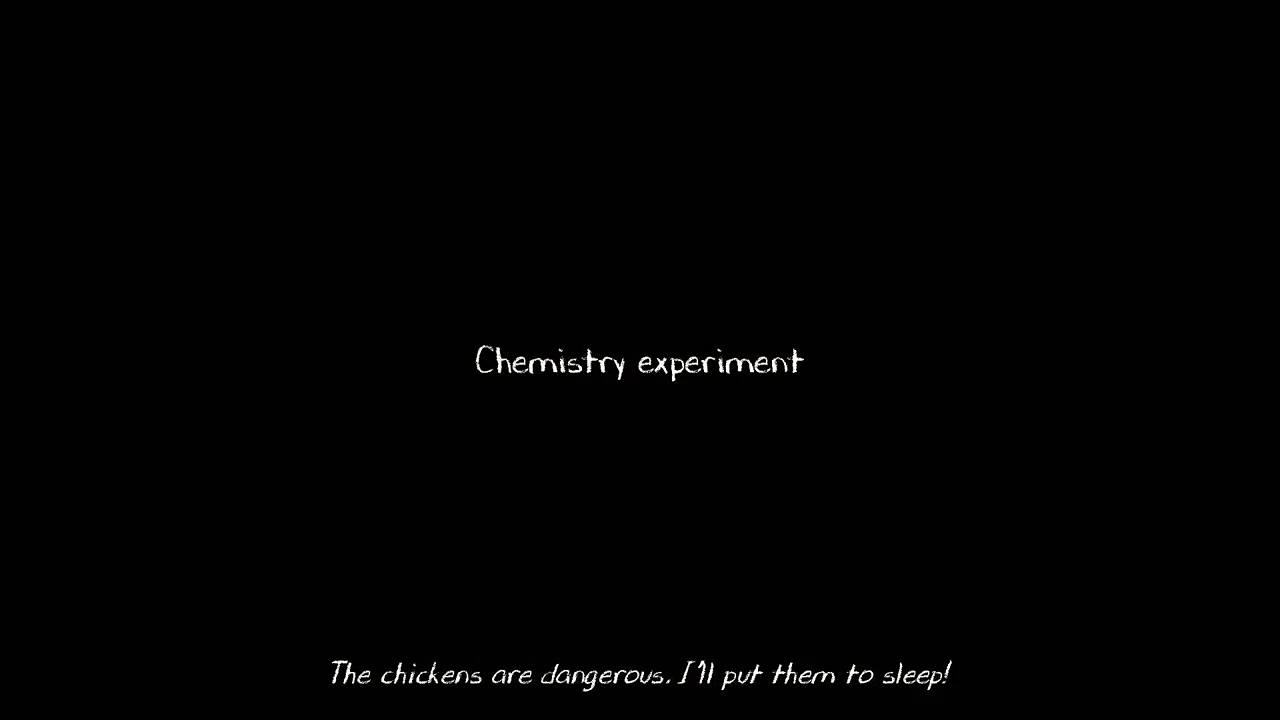 Chemistry experiment
The chickens are dangerous. I'll put them to sleep!